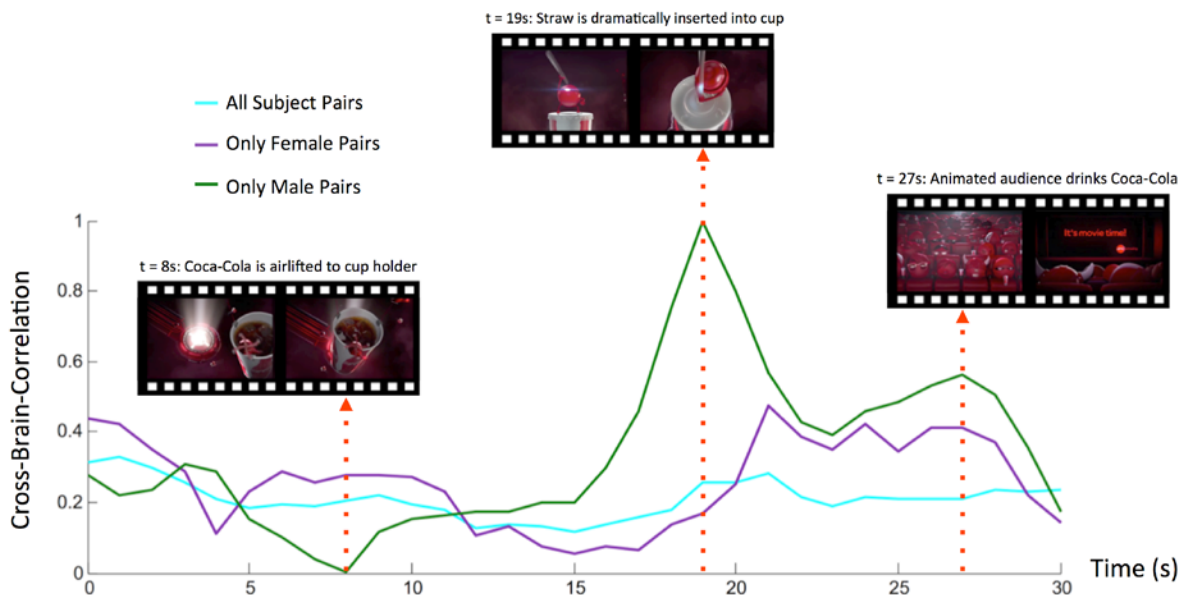 t = 19s: Straw is dramatically inserted into cup
All Subject Pairs
Only Female Pairs
Only Male Pairs
t = 27s: Animated audience drinks Coca-Cola
It's movie time!
t = 8s: Coca-Cola is airlifted to cup holder
Cross-Brain-Correlation
1
0.8
0.6
0.4
0.2
0
0
5
10
15
20
25
30
Time (s)